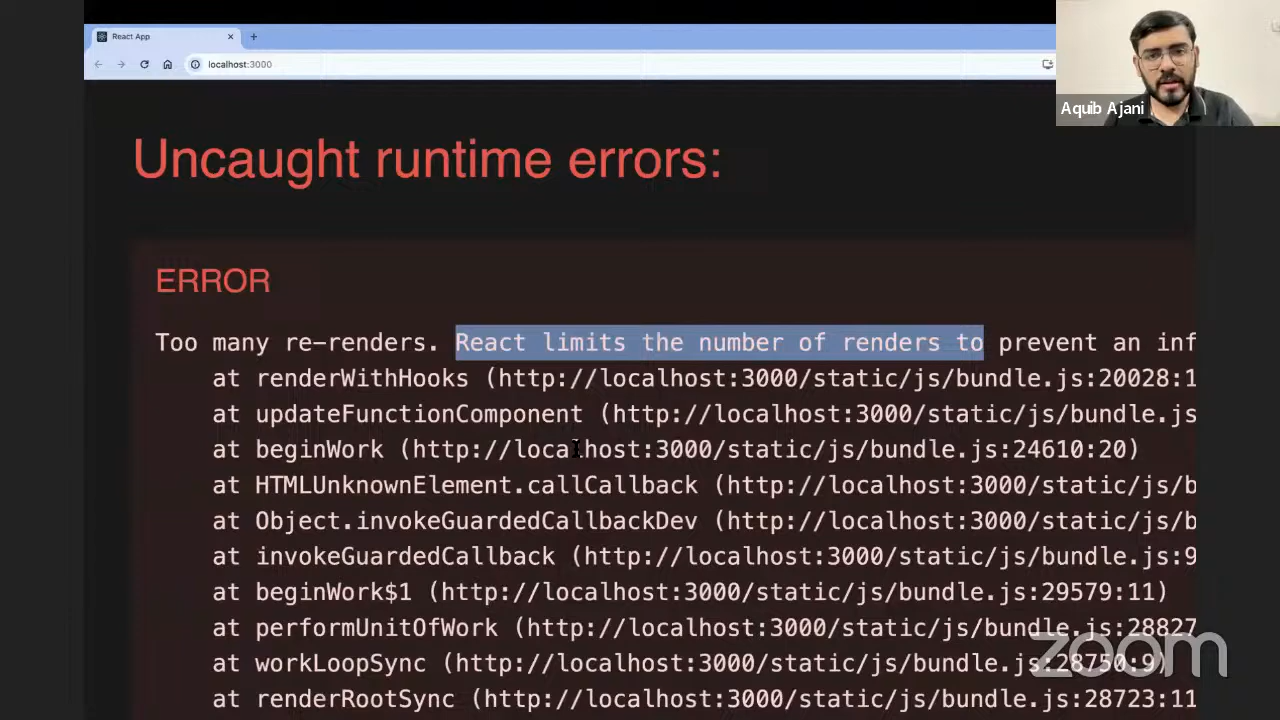 React App
localhost:3000
Aquib Ajani
Uncaught runtime errors:
ERROR
Too many re-renders. React limits the number of renders to prevent an inf
at renderWithHooks (http://localhost:3000/static/js/bundle.js:20028:1
at updateFunctionComponent (http://localhost:3000/static/js/bundle.js
at beginWork (http://localhost:3000/static/js/bundle.js:24610:20)
at HTMLUnknownElement.callCallback (http://localhost:3000/static/js/b
at Object.invokeGuardedCallbackDev (http://localhost:3000/static/js/b
at invokeGuardedCallback (http://localhost:3000/static/js/bundle.js:9
at beginWork$1 (http://localhost:3000/static/js/bundle.js:29579:11)
at performUnitOfWork (http://localhost:3000/static/js/bundle.js:28827
at workLoopSync (http://localhost:3000/static/js/bundle.js:28750:9)
at renderRootSync (http://localhost:3000/static/js/bundle.js:28723:11
zoom